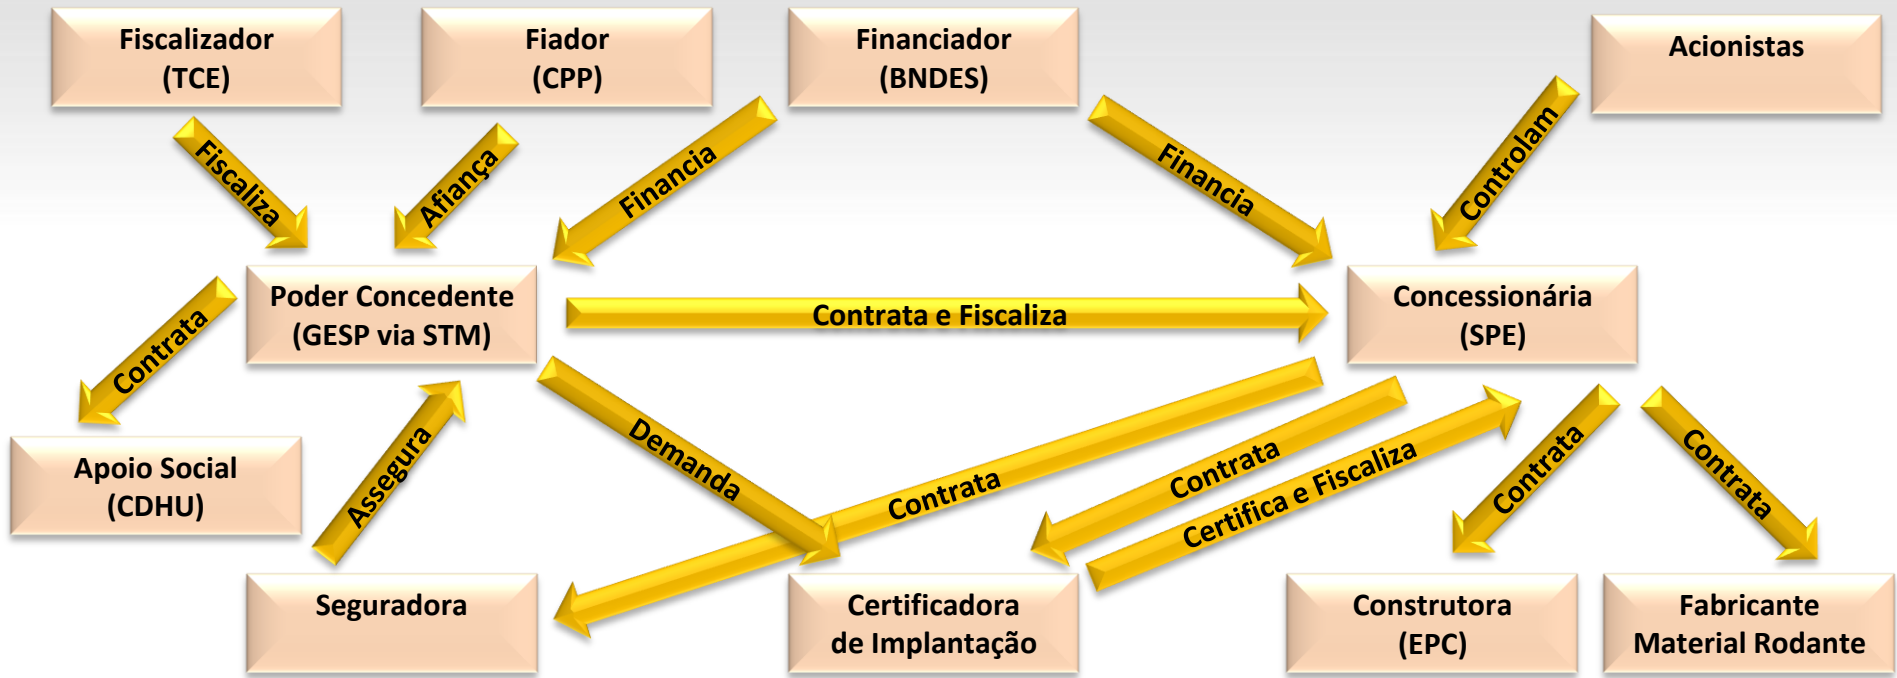 Fiscalizador
(TCE)
Fiador
(CPP)
Financiador
(BNDES)
Acionistas
Fiscaliza
Afiança
Financia
Financia
Controlam
Poder Concedente
(GESP via STM)
Contrata e Fiscaliza
Concessionária
(SPE)
Contrata
Apoio Social
(CDHU)
Assegura
Demanda
Contrata
Contrata
Certifica e Fiscaliza
Contrata
Contrata
Seguradora
Certificadora
de Implantação
Construtora
(EPC)
Fabricante
Material Rodante